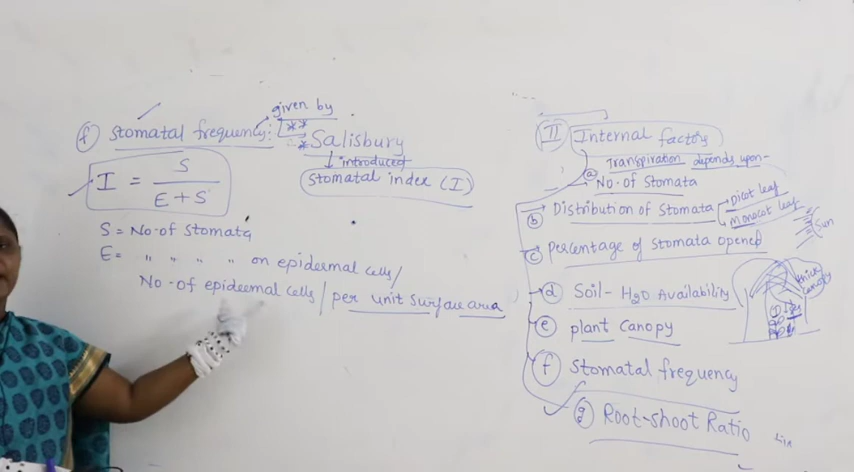 given by
(f) Stomatal frequency: ** Salisbury
introduced
Stomatal index (I)
I = S / E + S
S = No. of Stomata
E = " " " " on epidermal cells/
No. of epidermal cells / per unit surface area
II Internal factors
Transpiration depends upon-
(a) No. of Stomata
(b) Distribution of Stomata
Dicot leaf
Monocot leaf
Sun
(c) Percentage of Stomata opened
(d) Soil- H2O Availability
thick canopy
(e) plant Canopy
(f) Stomatal frequency
(g) Root-shoot Ratio